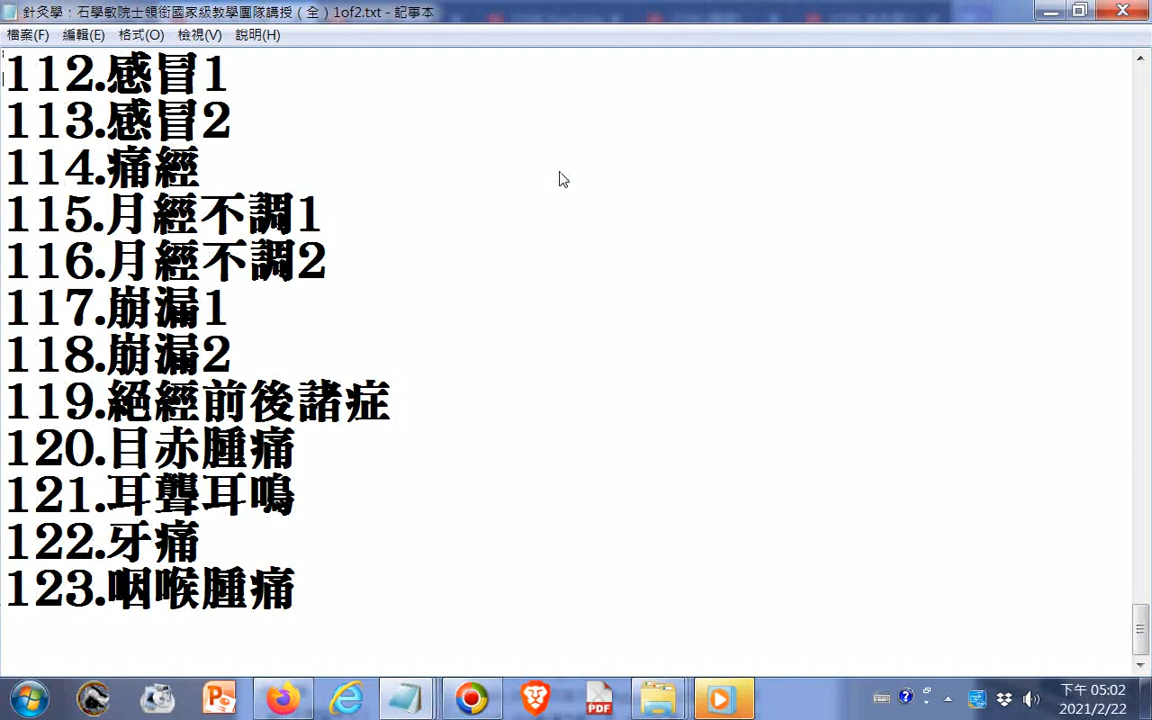 針灸學：石學敏院士領銜國家級教學團隊講授（全）1of2.txt - 記事本
檔案(F) 編輯(E) 格式(O) 檢視(V) 說明(H)
112.感冒1
113.感冒2
114.痛經
115.月經不調1
116.月經不調2
117.崩漏1
118.崩漏2
119.絕經前後諸症
120.目赤腫痛
121.耳聾耳鳴
122.牙痛
123.咽喉腫痛
PDF
下午 05:02
2021/2/22